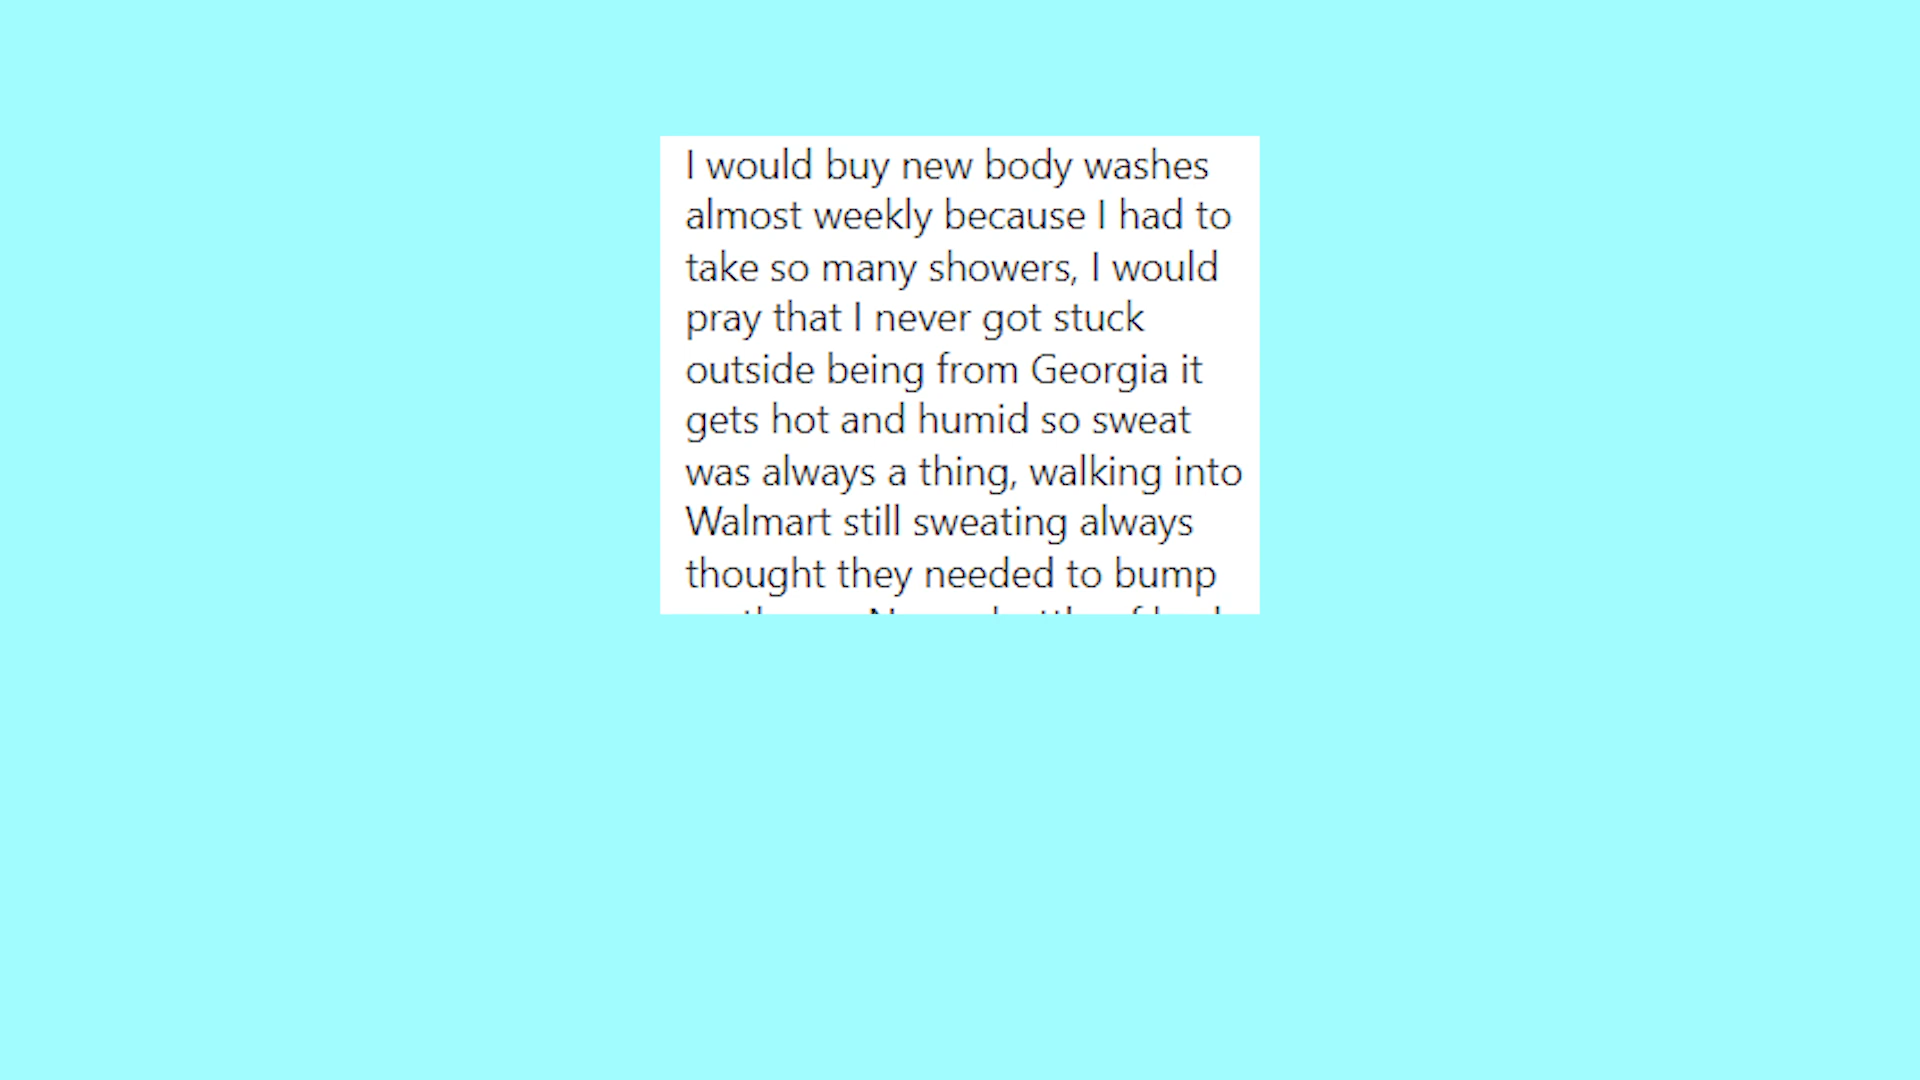 I would buy new body washes
almost weekly because I had to
take so many showers, I would
pray that I never got stuck
outside being from Georgia it
gets hot and humid so sweat
was always a thing, walking into
Walmart still sweating always
thought they needed to bump